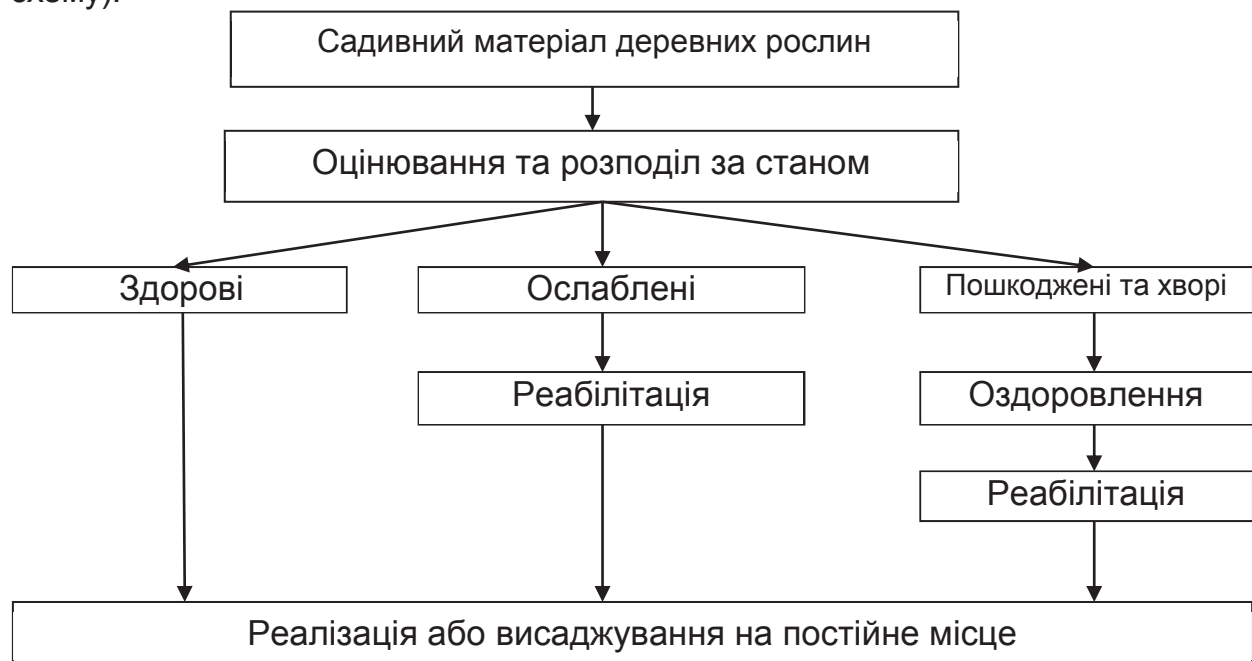 схему).
Садивний матеріал деревних рослин
Оцінювання та розподіл за станом
Здорові
Ослаблені
Пошкоджені та хворі
Реабілітація
Оздоровлення
Реабілітація
Реалізація або висаджування на постійне місце